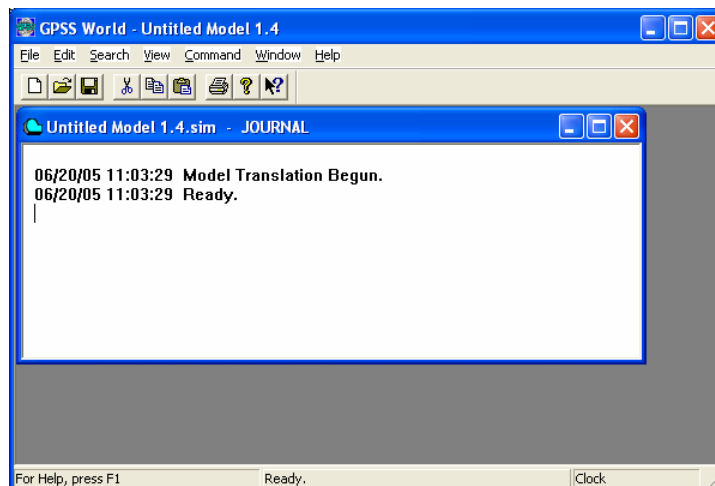 GPSS World - Untitled Model 1.4
File Edit Search View Command Window Help
Untitled Model 1.4.sim - JOURNAL
06/20/05 11:03:29 Model Translation Begun.
06/20/05 11:03:29 Ready.
For Help, press F1 Ready. Clock